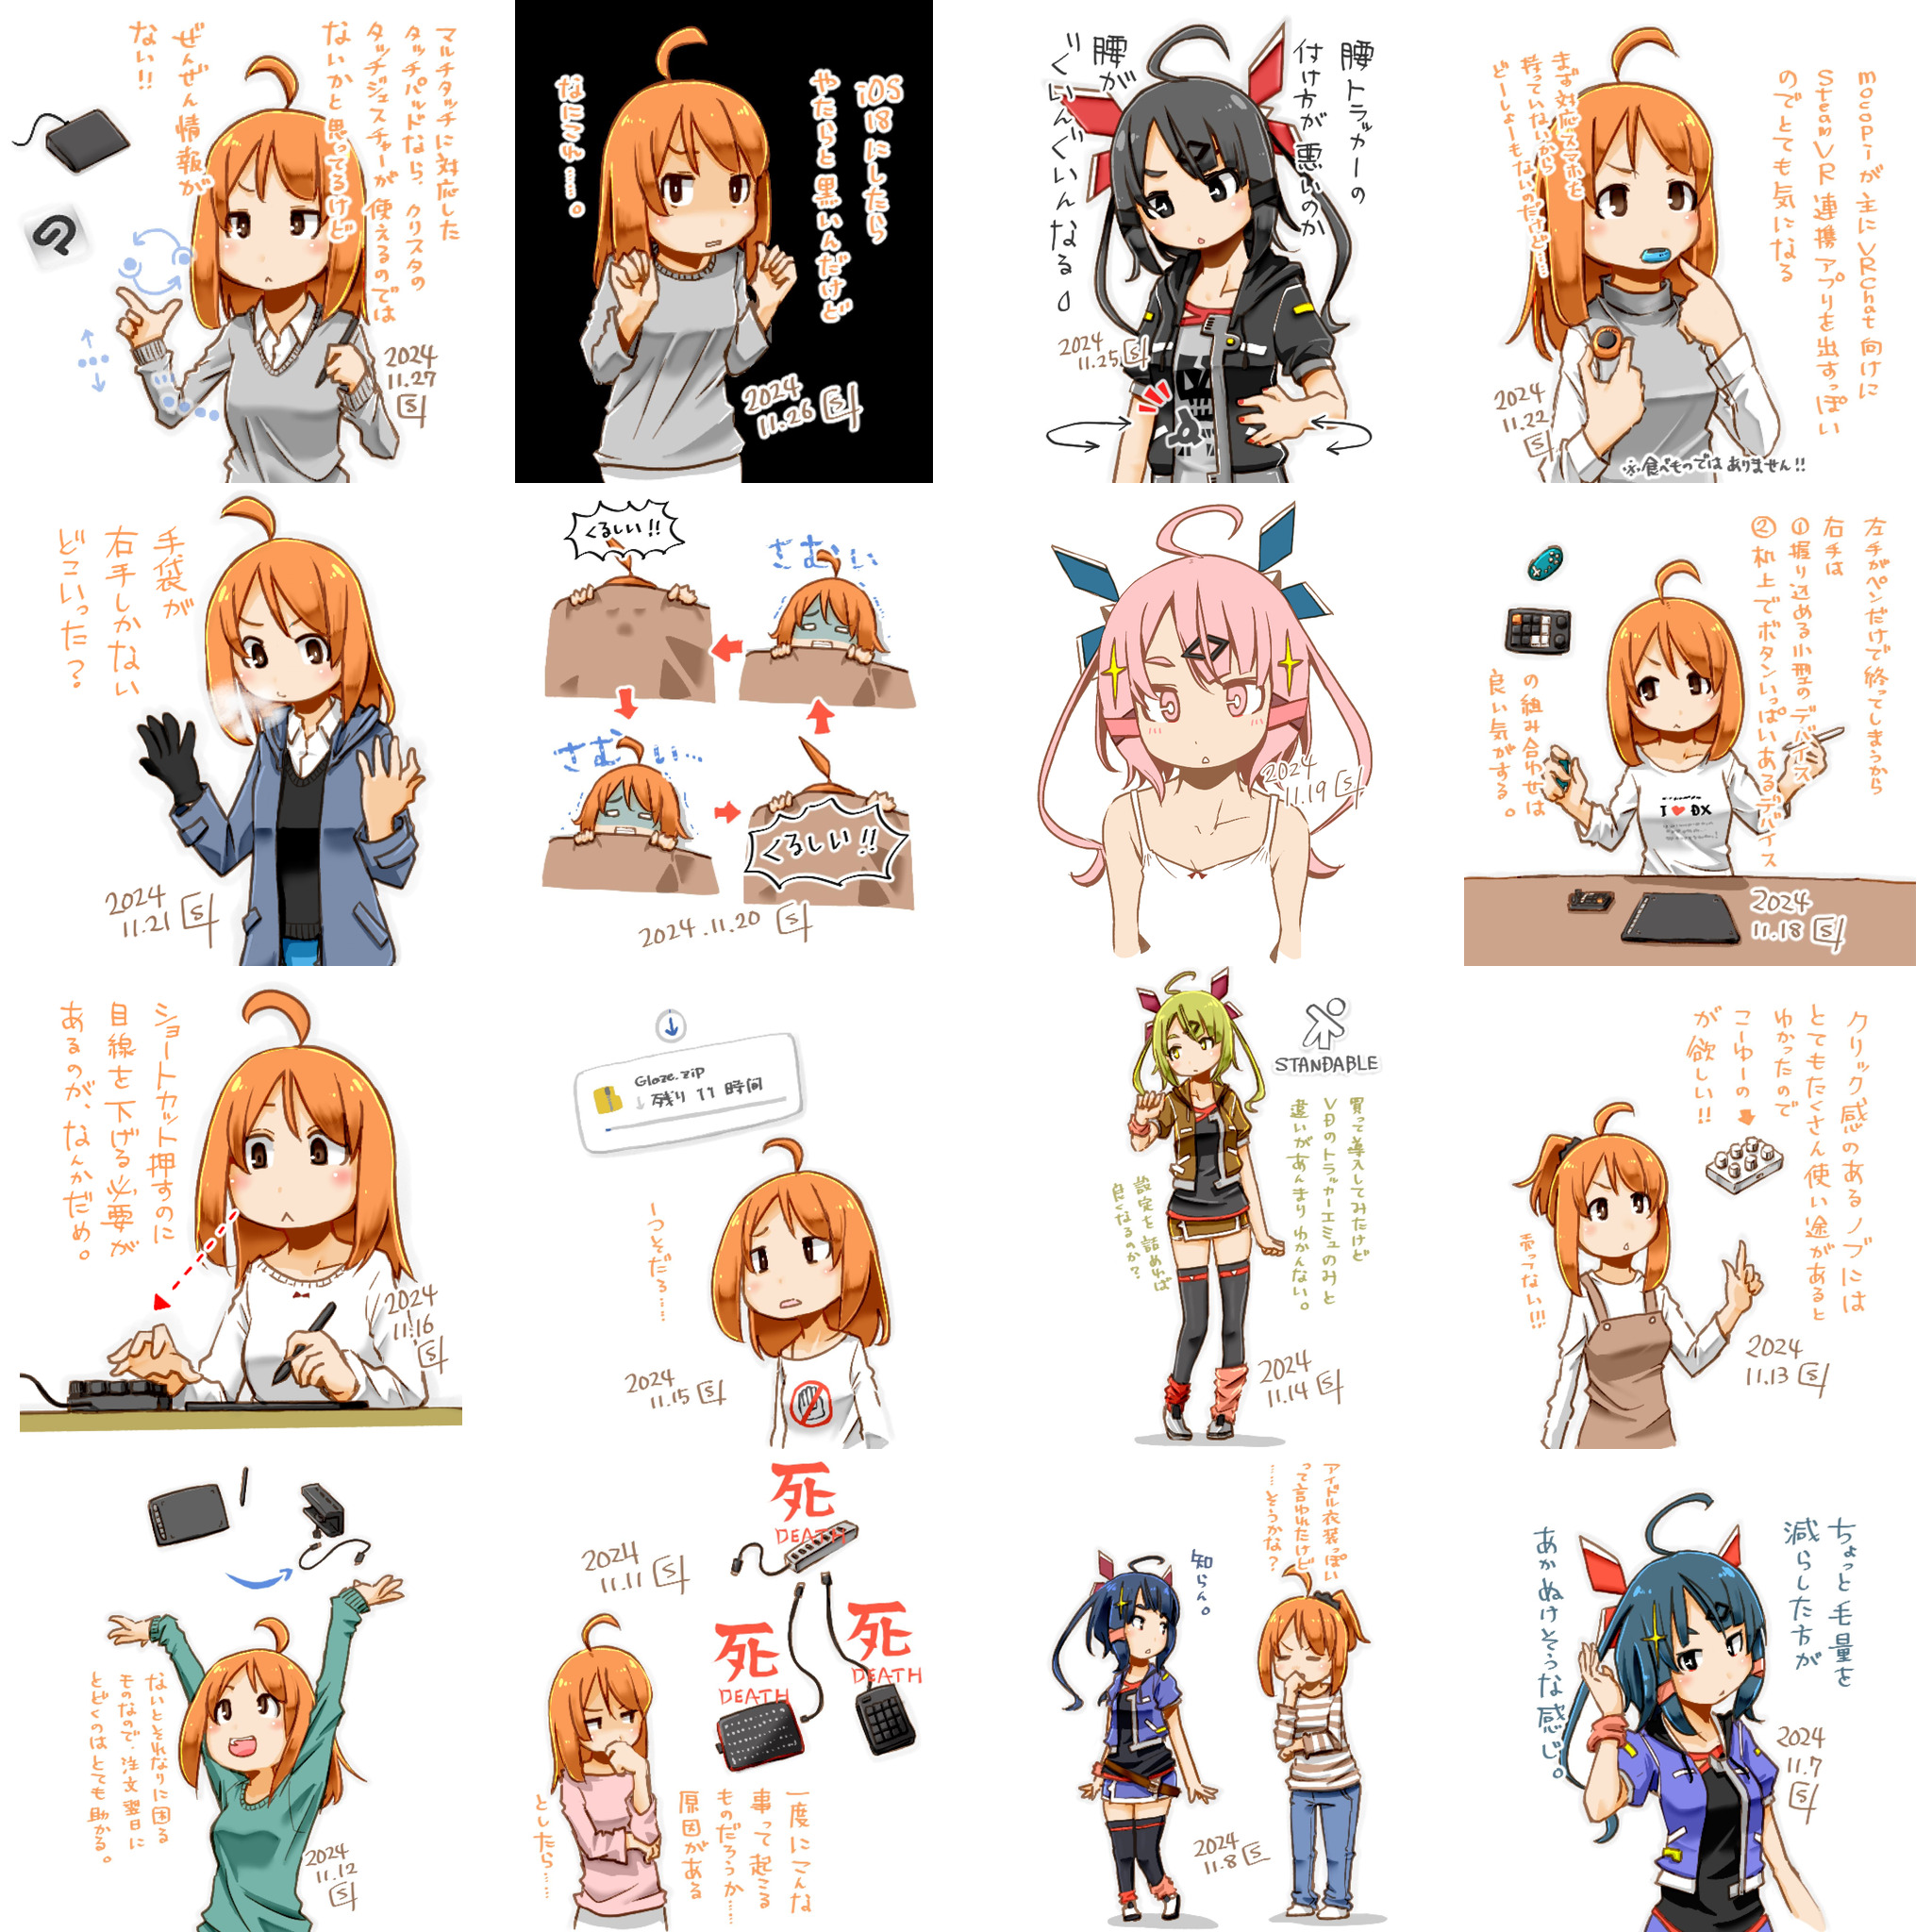 マルチタッチに対応した
タッチパッドなら、クリスタの
タッチジェスチャーが使えるのでは
ないかと思ってるけど
ぜんぜん情報が
ない!!
2024
11.27
iOS
18にしたら
やたらと黒いんだけど
なにこれ……。
2024
11.26
腰トラッカーの
付け方が悪いのか
腰が
ぐいんぐいんなる。
2024
11.25
mocopiが主にVRChat向けに
SteamVR連携アプリを出すっぽい
のでとても気になる
まず対応スマホを
持っていないから
どーしょーもないのだけど……
2024
11.22
※食べものではありません!!
手袋が
右手しかない
どこいった?
2024
11.21
くるしい!!
さむいい
さむい…
くるしい!!
2024.11.20
2024
11.19
左手がペンだけで終ってしまうから
右手は
①握り込める小型のデバイス
②机上でボタンいっぱいあるデバイス
の組み合わせは
良い気がする。
I ❤ DX
2024
11.18
ショートカット押すのに
目線を下げる必要が
あるのが、なんかだめ。
2024
11.16
Glaze.zip
↓残り 11 時間
うそだろ……
2024
11.15
STANDABLE
買って導入してみたけど
VDのトラッカーエミュのみと
違いがあんまりわかんない。
設定を詰めれば
良くなるのか?
2024
11.14
クリック感のあるノブには
とてもたくさん使い途があると
わかったので
こーゆーの
が欲しい!!
売ってない!!!
2024
11.13
ないとそれなりに困る
ものなので、注文翌日に
とどくのはとても助かる。
2024
11.12
2024
11.11
死
DEATH
死
DEATH
死
DEATH
一度にこんな
事って起こる
ものだろうか……
原因がある
としたら……
アイドル衣装っぽい
って言われたけど
……そうかな?
知らん。
2024
11.8
ちょっと毛量を
減らした方が
あかぬけそうな感じ。
2024
11.7